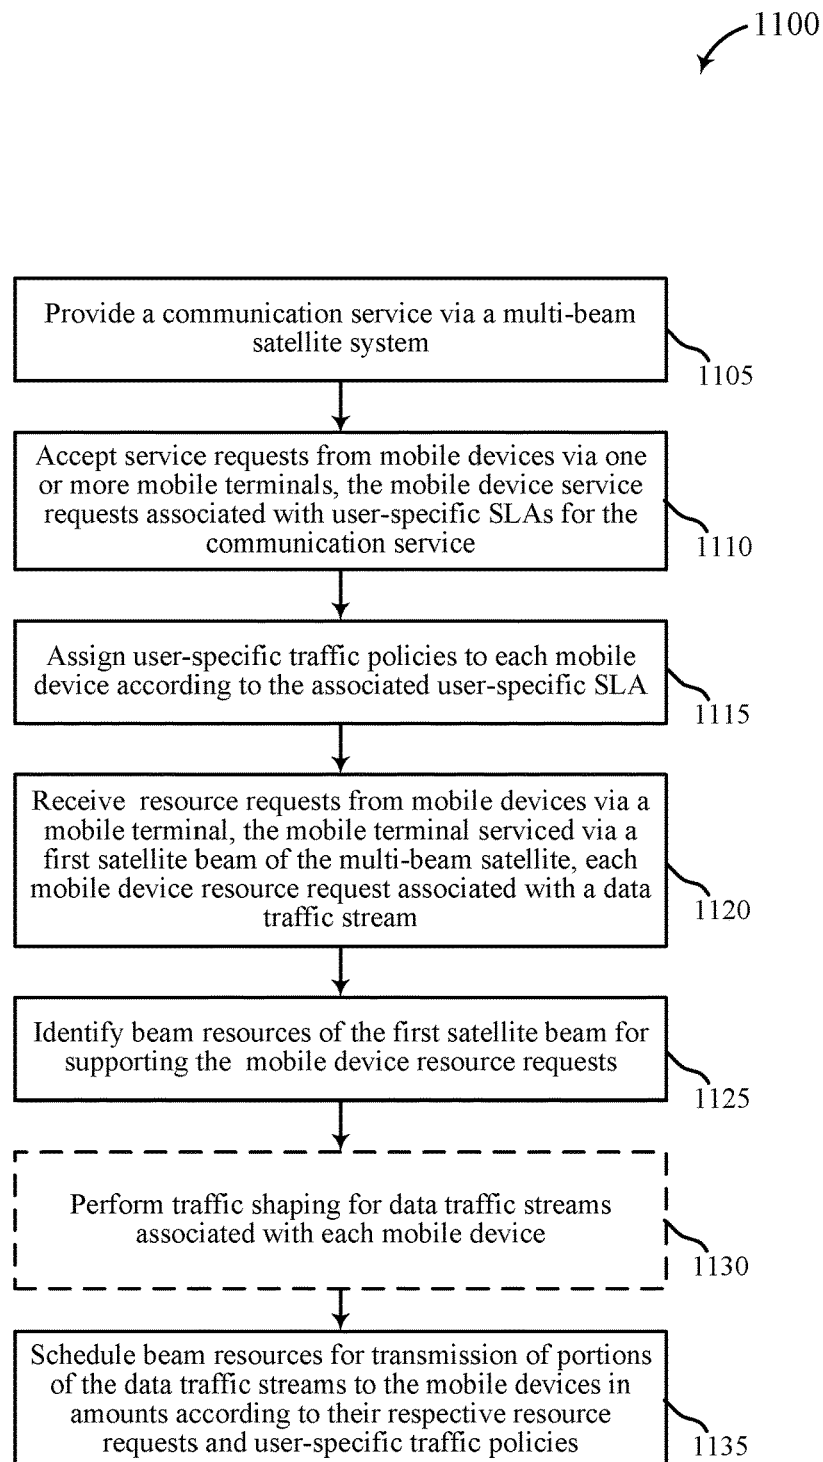 1100
Provide a communication service via a multi-beam
satellite system
1105
Accept service requests from mobile devices via one
or more mobile terminals, the mobile device service
requests associated with user-specific SLAs for the
communication service
1110
Assign user-specific traffic policies to each mobile
device according to the associated user-specific SLA
1115
Receive resource requests from mobile devices via a
mobile terminal, the mobile terminal serviced via a
first satellite beam of the multi-beam satellite, each
mobile device resource request associated with a data
traffic stream
1120
Identify beam resources of the first satellite beam for
supporting the mobile device resource requests
1125
Perform traffic shaping for data traffic streams
associated with each mobile device
1130
Schedule beam resources for transmission of portions
of the data traffic streams to the mobile devices in
amounts according to their respective resource
requests and user-specific traffic policies
1135